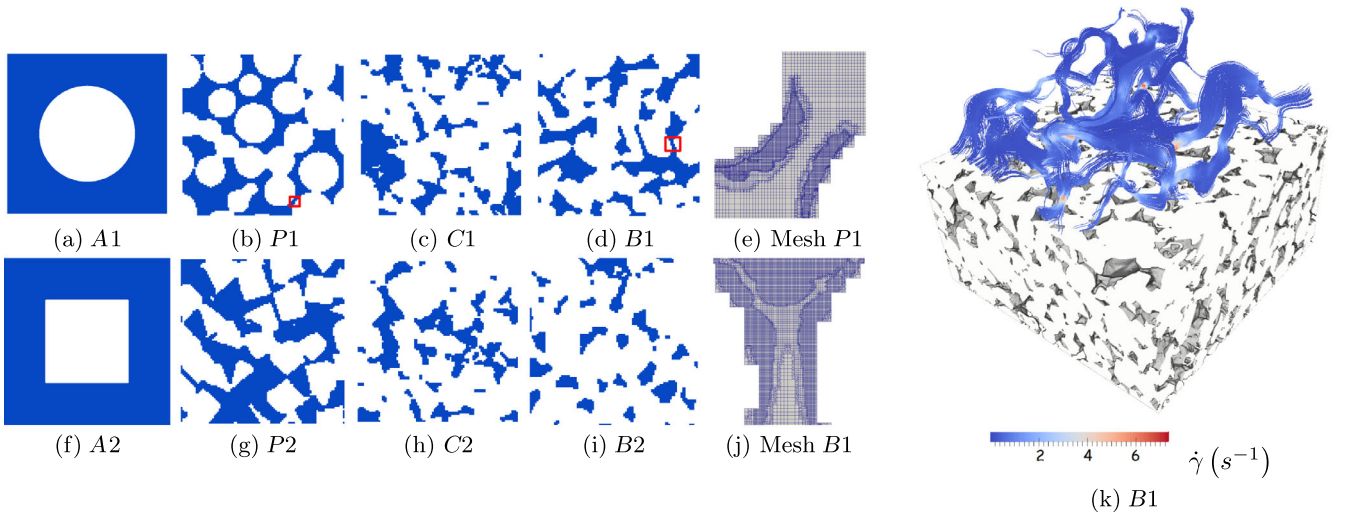 (a) A1
(b) P1
(c) C1
(d) B1
(e) Mesh P1
(f) A2
(g) P2
(h) C2
(i) B2
(j) Mesh B1
2 4 6
γ̇ (s⁻¹)
(k) B1